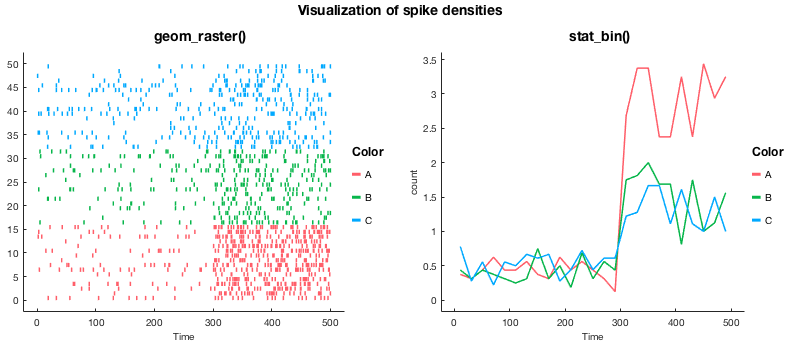 Visualization of spike densities
geom_raster()
50
45
40
35
30
25
20
15
10
5
0
0 100 200 300 400 500
Time
Color
A
B
C
stat_bin()
count
3.5
3
2.5
2
1.5
1
0.5
0
0 100 200 300 400 500
Time
Color
A
B
C